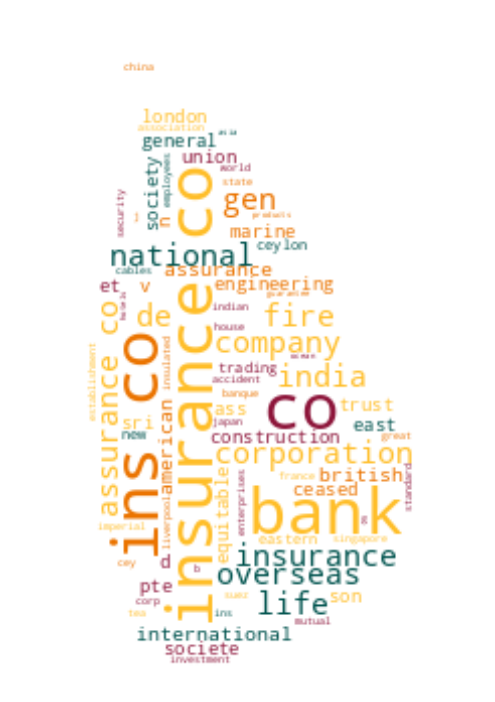 china
london
association
general
asia
union
world
society
employees
state
security
gen
products
j
n
marine
ceylon
national
insurance co
cables
assurance
et
v
engineering
guarantee
hotels
indian
de
fire
house
company
ins co
assurance co
establishment
insulated
ocean
trading
india
accident
banque
american
ass
co
trust
sri
japan
east
new
construction
great
corporation
equitable
enterprises
france
british
standard
ceased
liverpool
bank
imperial
eastern
singapore
insurance
cey
d
b
overseas
pte
suez
life
son
corp
tea
ins
mutual
international
societe
investment